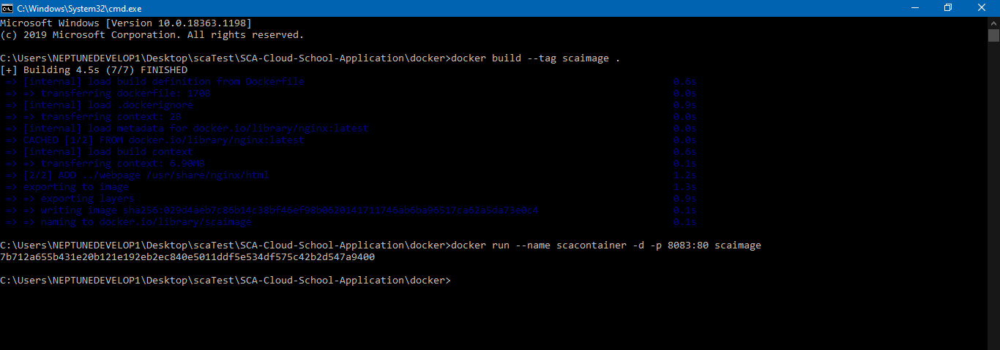 C:\Windows\System32\cmd.exe
Microsoft Windows [Version 10.0.18363.1198]
(c) 2019 Microsoft Corporation. All rights reserved.
C:\Users\NEPTUNEDEVELOP1\Desktop\scaTest\SCA-Cloud-School-Application\docker>docker build --tag scaimage .
[+] Building 4.5s (7/7) FINISHED
=> [internal] load build definition from Dockerfile 0.6s
=> => transferring dockerfile: 170B 0.0s
=> [internal] load .dockerignore 0.9s
=> => transferring context: 2B 0.0s
=> [internal] load metadata for docker.io/library/nginx:latest 0.0s
=> CACHED [1/2] FROM docker.io/library/nginx:latest 0.0s
=> [internal] load build context 0.6s
=> => transferring context: 6.90MB 0.1s
=> [2/2] ADD ../webpage /usr/share/nginx/html 1.2s
=> exporting to image 1.3s
=> => exporting layers 0.9s
=> => writing image 0.1s
=> => naming to docker.io/library/scaimage 0.1s
C:\Users\NEPTUNEDEVELOP1\Desktop\scaTest\SCA-Cloud-School-Application\docker>docker run --name scacontainer -d -p 8083:80 scaimage
7b712a655b431e20b121e192eb2ec840e5011ddf5e534df575c42b2d547a9400
C:\Users\NEPTUNEDEVELOP1\Desktop\scaTest\SCA-Cloud-School-Application\docker>